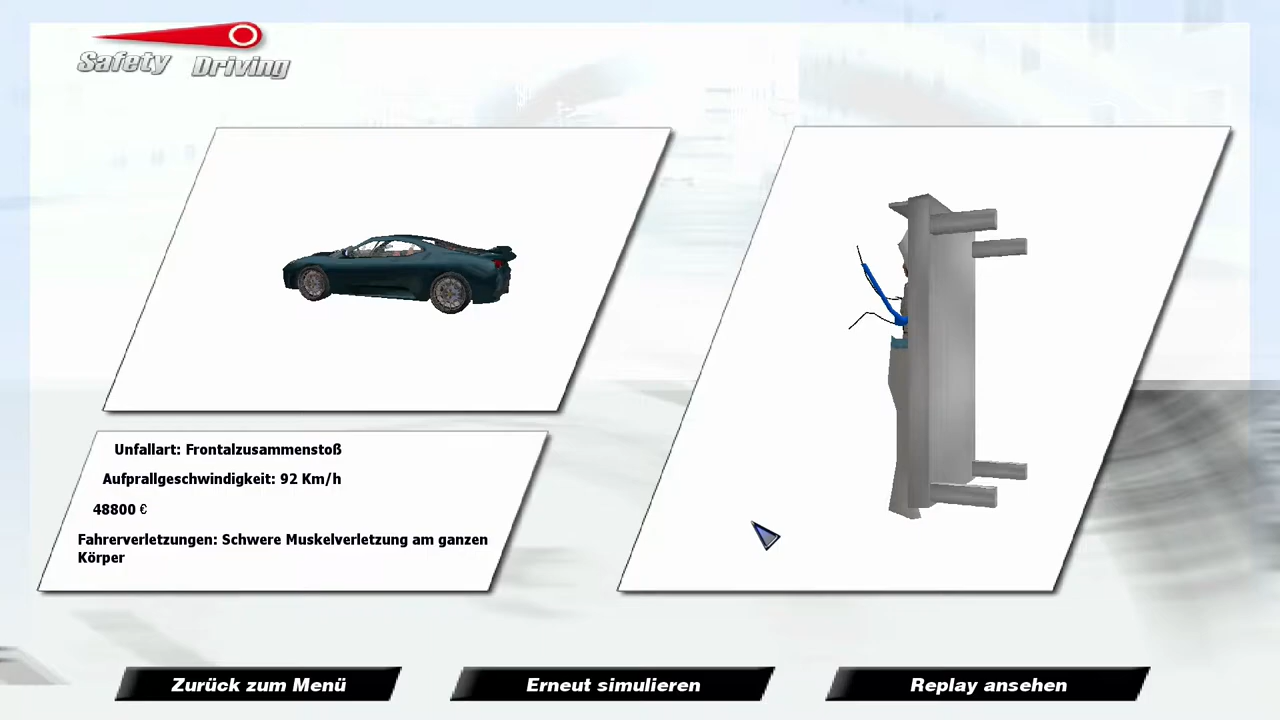 Safety Driving
Unfallart: Frontalzusammenstoß
Aufprallgeschwindigkeit: 92 Km/h
48800 €
Fahrerverletzungen: Schwere Muskelverletzung am ganzen
Körper
Zurück zum Menü
Erneut simulieren
Replay ansehen